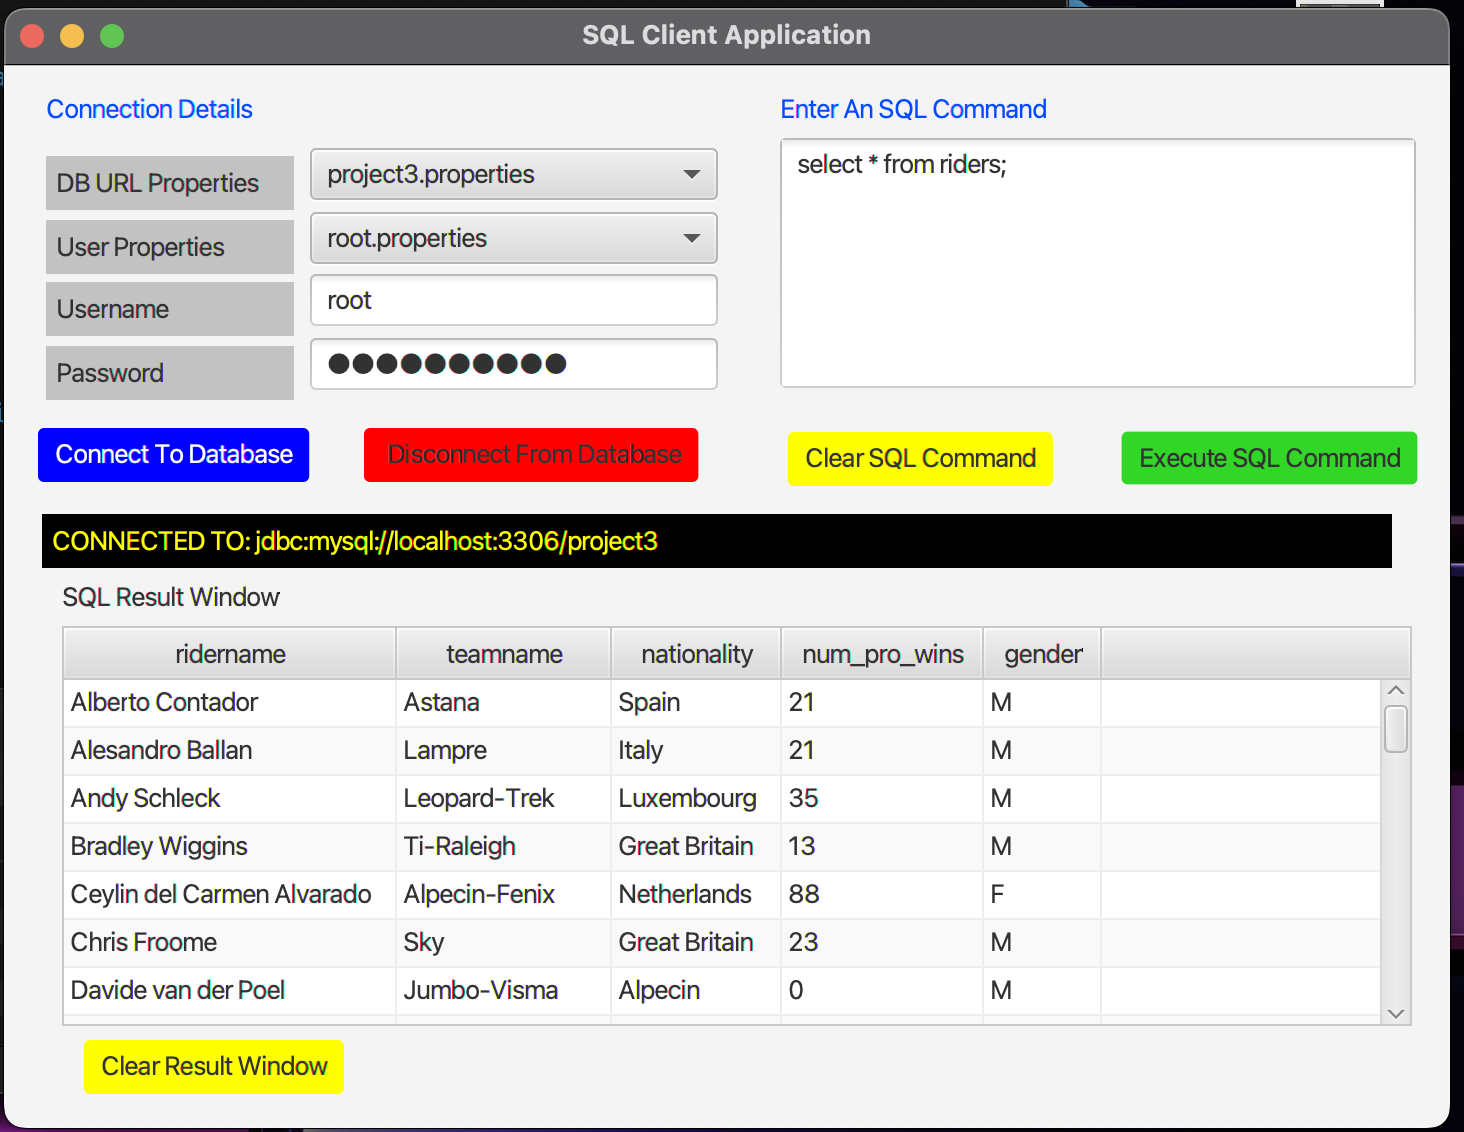 SQL Client Application
Connection Details
Enter An SQL Command
DB URL Properties
project3.properties
select * from riders;
User Properties
root.properties
Username
root
Password
Connect To Database
Disconnect From Database
Clear SQL Command
Execute SQL Command
CONNECTED TO: jdbc:mysql://localhost:3306/project3
SQL Result Window
ridername teamname nationality num_pro_wins gender
Alberto Contador Astana Spain 21 M
Alesandro Ballan Lampre Italy 21 M
Andy Schleck Leopard-Trek Luxembourg 35 M
Bradley Wiggins Ti-Raleigh Great Britain 13 M
Ceylin del Carmen Alvarado Alpecin-Fenix Netherlands 88 F
Chris Froome Sky Great Britain 23 M
Davide van der Poel Jumbo-Visma Alpecin 0 M
Clear Result Window